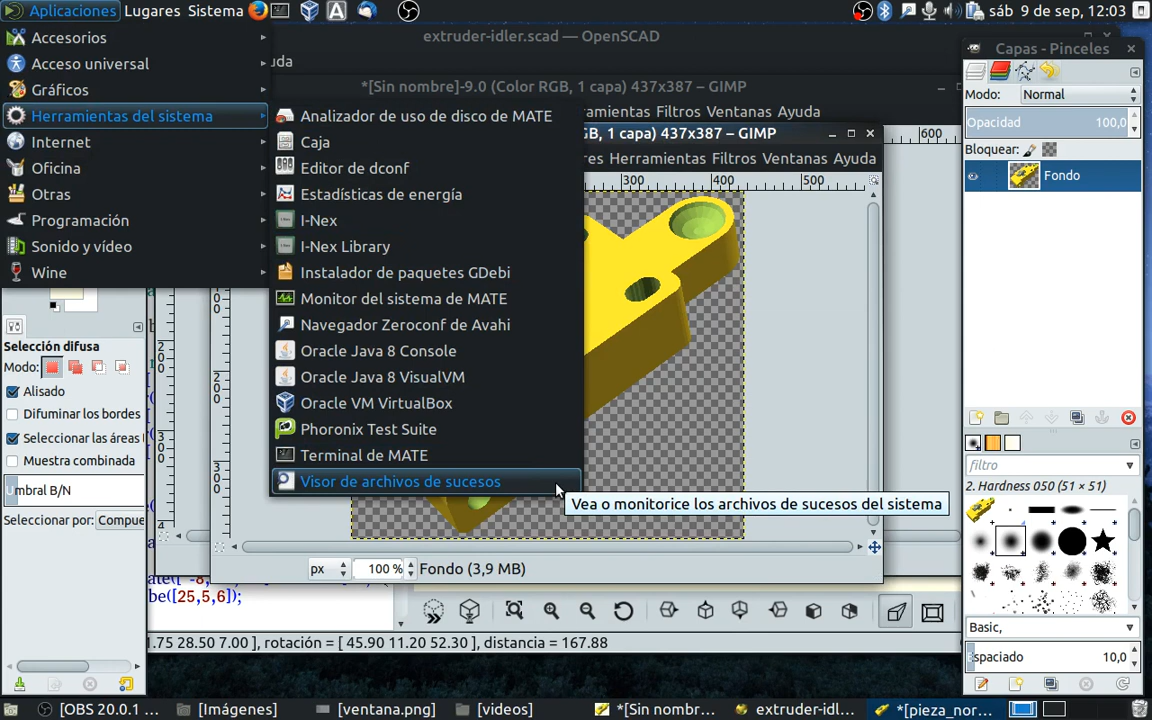 Aplicaciones Lugares Sistema
sáb 9 de sep, 12:03
extruder-idler.scad — OpenSCAD
uda
*[Sin nombre]-9.0 (Color RGB, 1 capa) 437x387 – GIMP
ramientas Filtros Ventanas Ayuda
GB, 1 capa) 437x387 – GIMP
res Herramientas Filtros Ventanas Ayuda
600
300 400 500
Accesorios
Acceso universal
Gráficos
Herramientas del sistema
Internet
Oficina
Otras
Programación
Sonido y vídeo
Wine
Analizador de uso de disco de MATE
Caja
Editor de dconf
Estadísticas de energía
I-Nex
I-Nex Library
Instalador de paquetes GDebi
Monitor del sistema de MATE
Navegador Zeroconf de Avahi
Oracle Java 8 Console
Oracle Java 8 VisualVM
Oracle VM VirtualBox
Phoronix Test Suite
Terminal de MATE
Visor de archivos de sucesos
Vea o monitorice los archivos de sucesos del sistema
Selección difusa
Modo:
Alisado
Difuminar los bordes
Seleccionar las áreas
Muestra combinada
Umbral B/N
Seleccionar por: Compue
px 100 % Fondo (3,9 MB)
ate([ -8,
be([25,5,6]);
1.75 28.50 7.00 ], rotación = [ 45.90 11.20 52.30 ], distancia = 167.88
Capas - Pinceles
Modo: Normal
Opacidad 100,0
Bloquear:
Fondo
filtro
2. Hardness 050 (51 × 51)
Basic,
Espaciado 10,0
[OBS 20.0.1 ...
[Imágenes]
[ventana.png]
[videos]
*[Sin nombr...
extruder-idl...
*[pieza_nor...